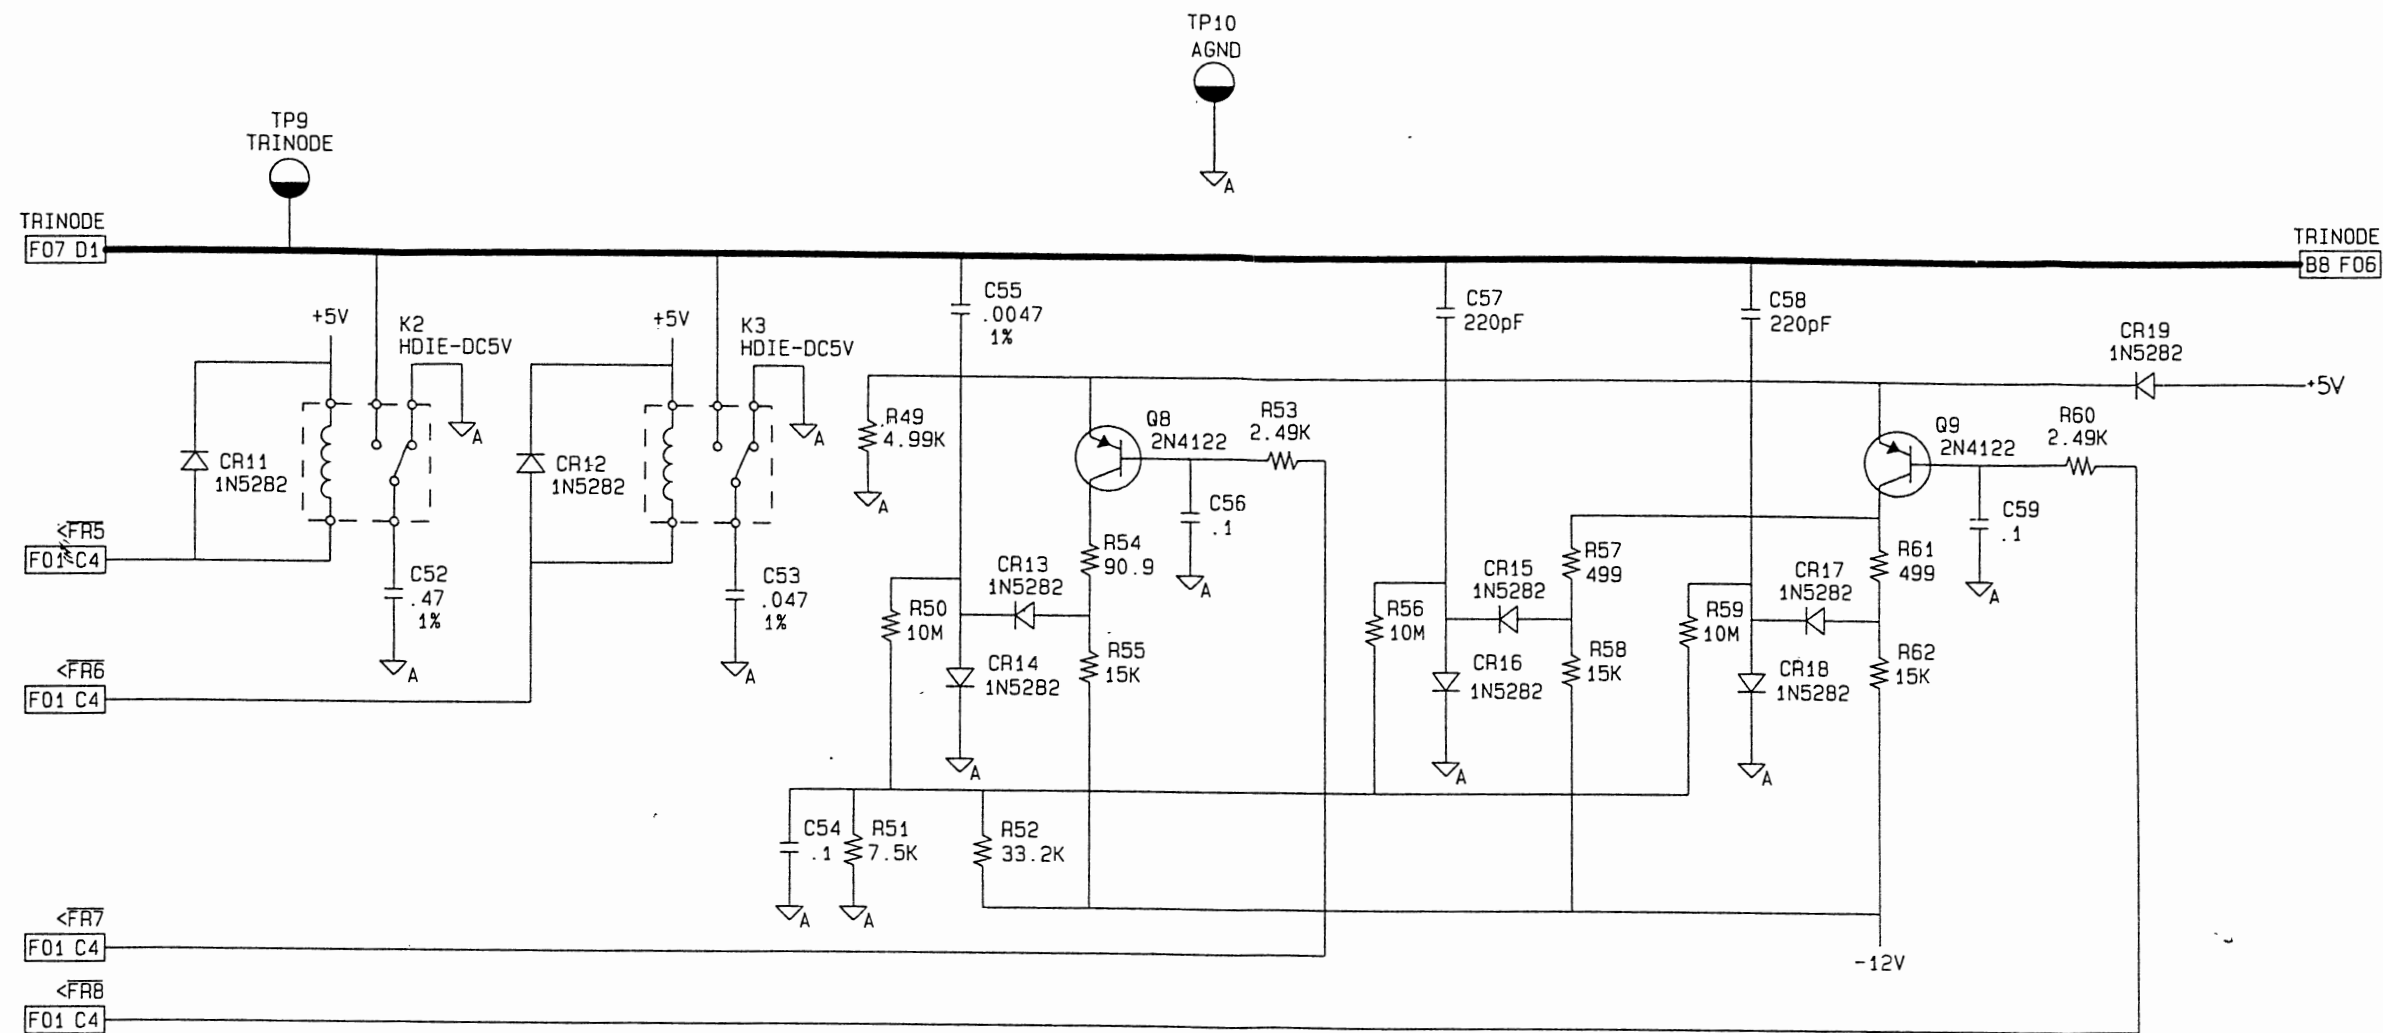 TP10
AGND
A
TP9
TRINODE
TRINODE
F07 D1
TRINODE
B8 F06
+5V
K2
HDIE-DC5V
A
CR11
1N5282
<FR5
F01 C4
C52
.47
1%
A
+5V
K3
HDIE-DC5V
A
CR12
1N5282
C53
.047
1%
A
<FR6
F01 C4
C55
.0047
1%
R49
4.99K
A
Q8
2N4122
R53
2.49K
C56
.1
A
R54
90.9
CR13
1N5282
R50
10M
CR14
1N5282
A
R55
15K
C57
220pF
C58
220pF
CR19
1N5282
+5V
Q9
2N4122
R60
2.49K
C59
.1
A
R57
499
R61
499
CR15
1N5282
CR17
1N5282
R56
10M
R59
10M
CR16
1N5282
A
R58
15K
CR18
1N5282
A
R62
15K
C54
.1
A
R51
7.5K
A
R52
33.2K
-12V
<FR7
F01 C4
<FR8
F01 C4